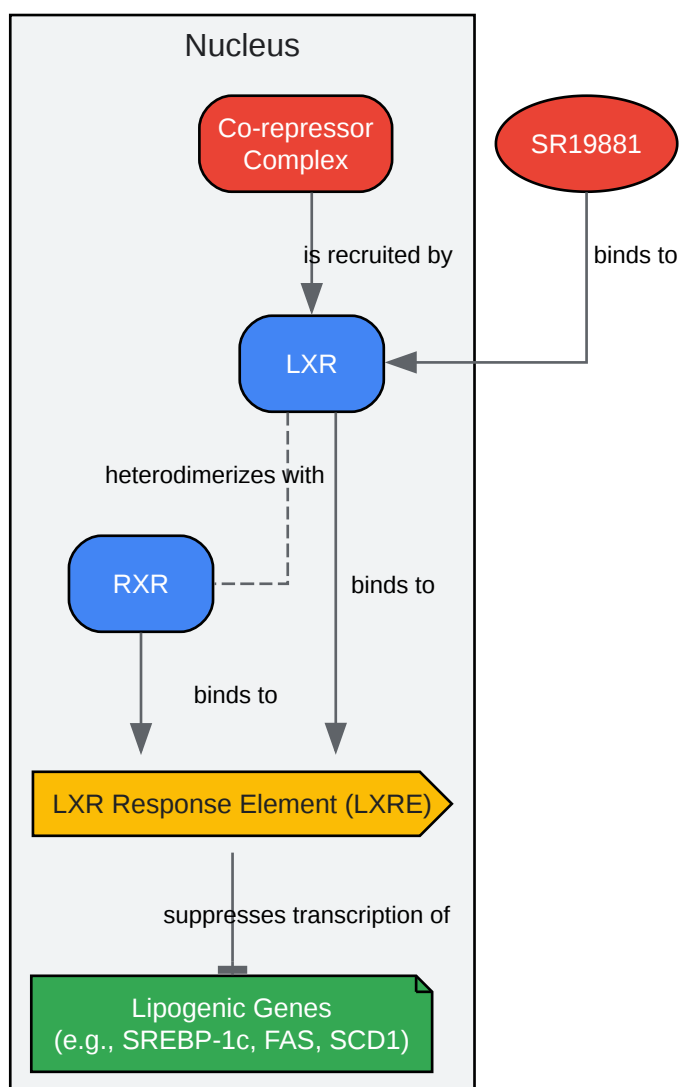 Nucleus
Co-repressor
Complex
SR19881
is recruited by
binds to
LXR
heterodimerizes with
RXR
binds to
binds to
LXR Response Element (LXRE)
suppresses transcription of
Lipogenic Genes
(e.g., SREBP-1c, FAS, SCD1)